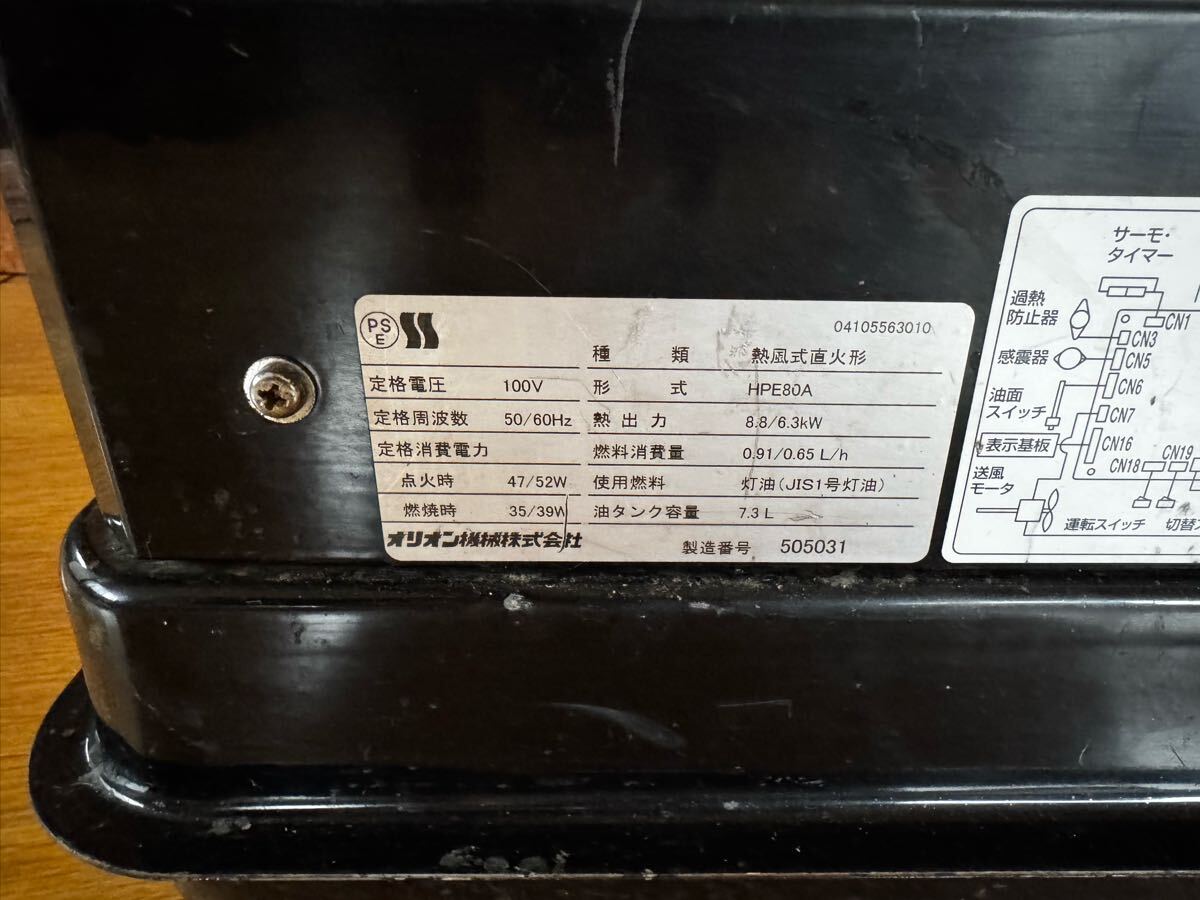 PS
E
04105563010
種類 熱風式直火形
定格電圧 100V
形式 HPE80A
定格周波数 50/60Hz
熱出力 8.8/6.3kW
定格消費電力
燃料消費量 0.91/0.65 L/h
点火時 47/52W
使用燃料 灯油(JIS1号灯油)
燃焼時 35/39W
油タンク容量 7.3 L
オリオン機械株式会社
製造番号 505031
サーモ・
タイマー
過熱
防止器
CN1
CN3
感震器
CN5
CN6
油面
スイッチ
CN7
表示基板
CN16
CN19
CN18
送風
モータ
運転スイッチ
切替